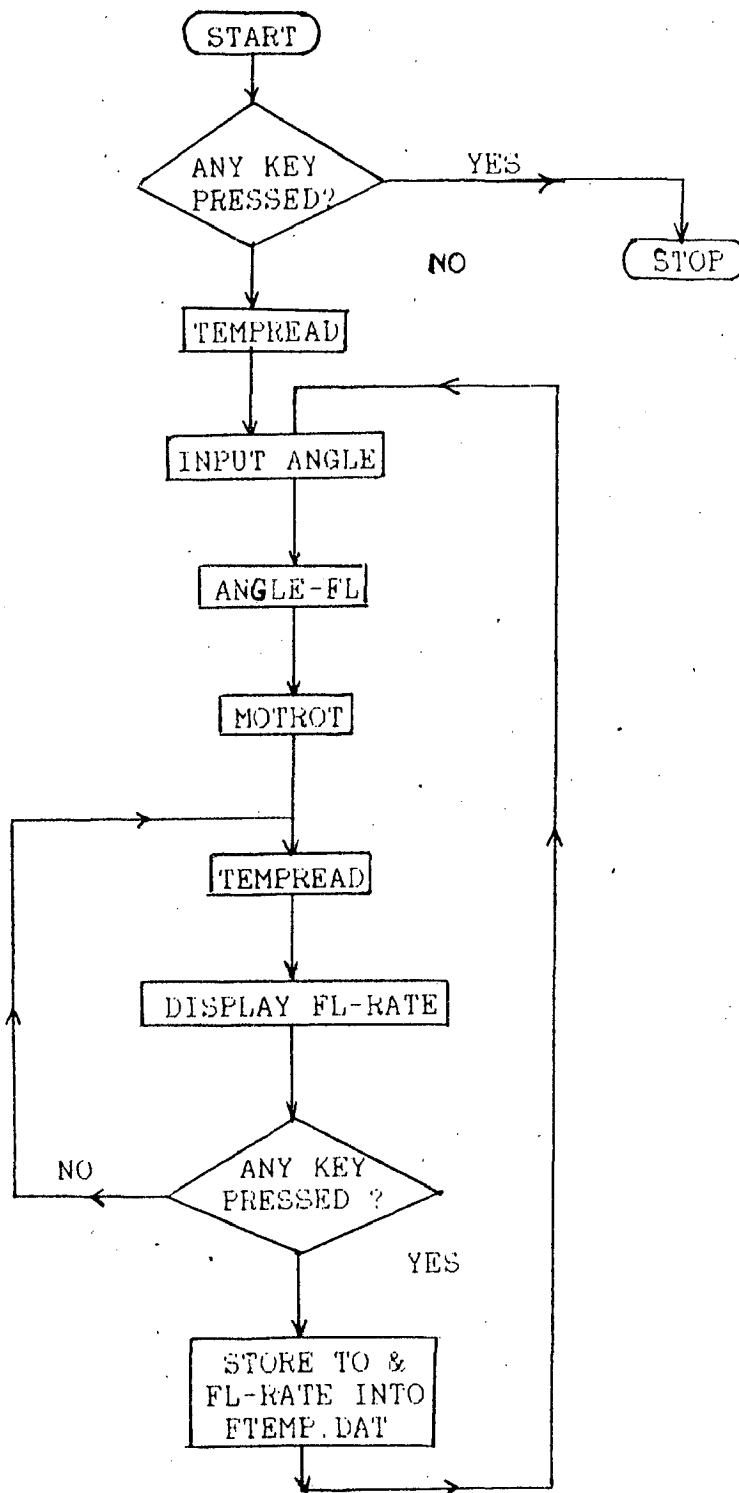 START
ANY KEY
PRESSED?
YES
NO
STOP
TEMPREAD
INPUT ANGLE
ANGLE-FL
MOTROT
TEMPREAD
DISPLAY FL-RATE
NO
ANY KEY
PRESSED ?
YES
STORE TO &
FL-RATE INTO
FTEMP.DAT